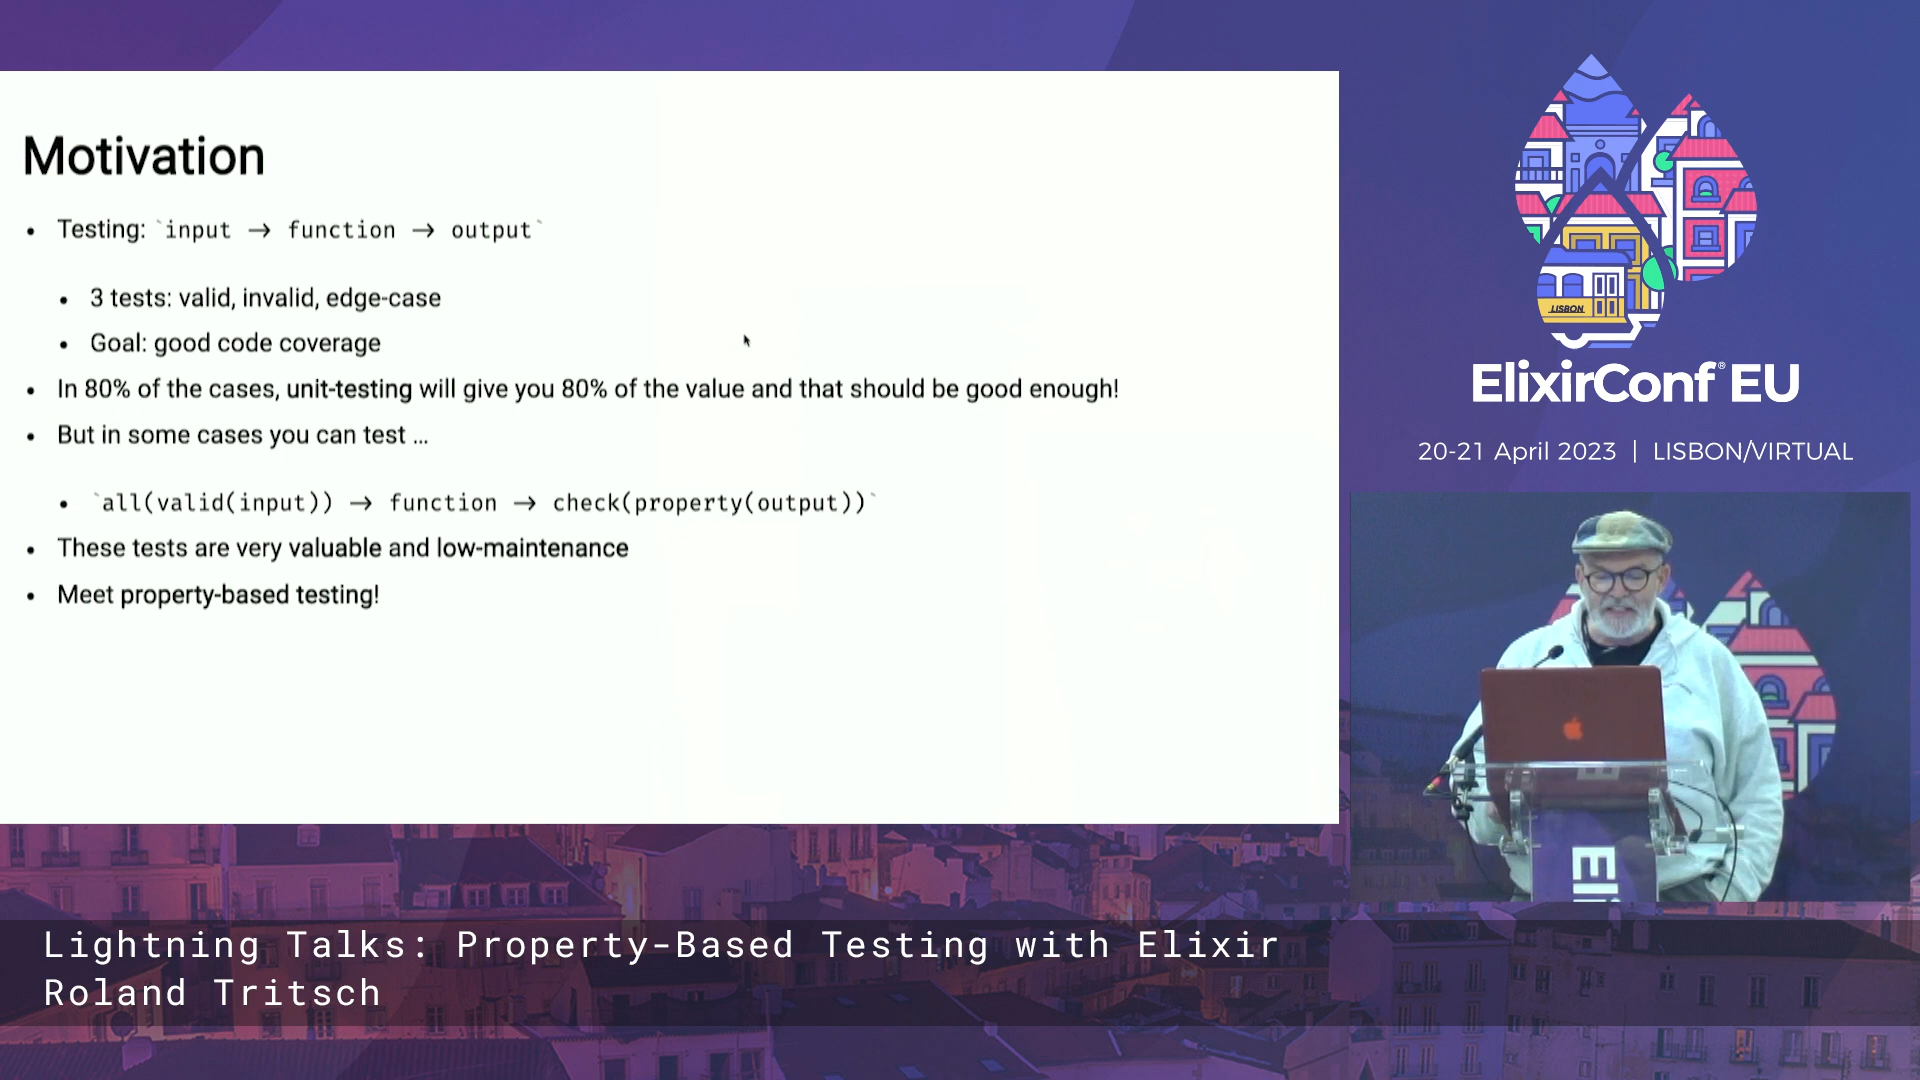 Motivation
• Testing: `input → function → output`
• 3 tests: valid, invalid, edge-case
• Goal: good code coverage
• In 80% of the cases, unit-testing will give you 80% of the value and that should be good enough!
• But in some cases you can test ...
• `all(valid(input)) → function → check(property(output))`
• These tests are very valuable and low-maintenance
• Meet property-based testing!
LISBON
ElixirConf® EU
20-21 April 2023 | LISBON/VIRTUAL
Eli
Lightning Talks: Property-Based Testing with Elixir
Roland Tritsch